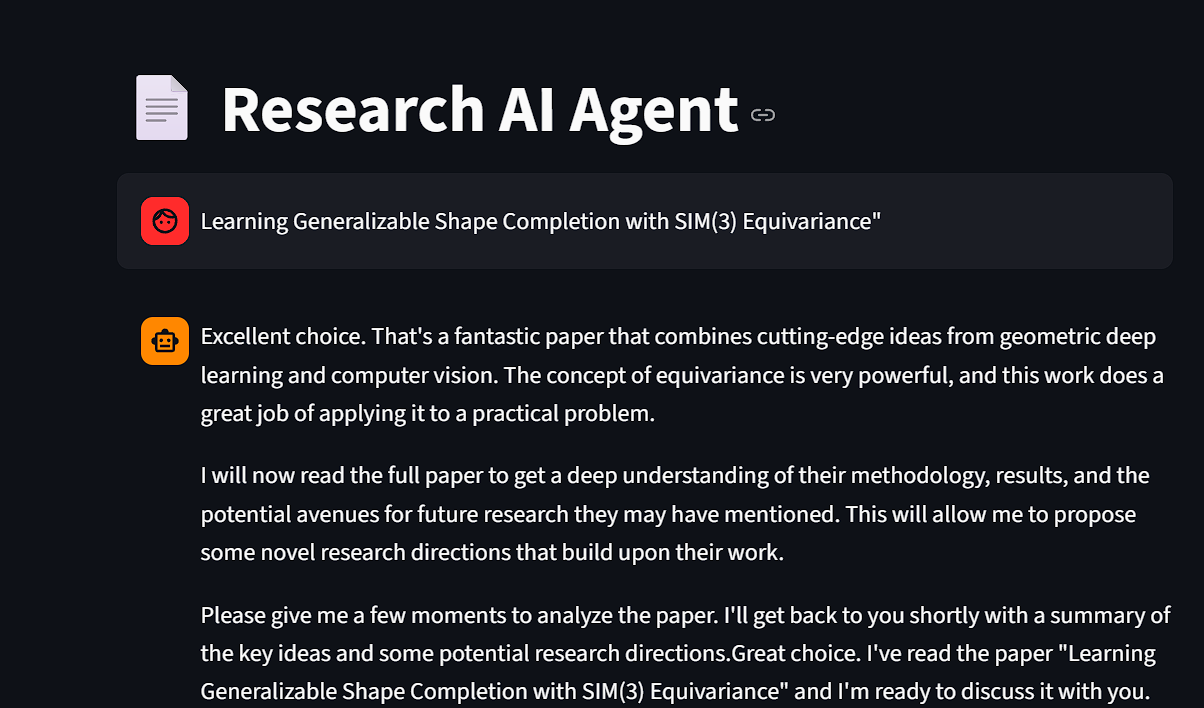 Research AI Agent
Learning Generalizable Shape Completion with SIM(3) Equivariance"
Excellent choice. That's a fantastic paper that combines cutting-edge ideas from geometric deep
learning and computer vision. The concept of equivariance is very powerful, and this work does a
great job of applying it to a practical problem.
I will now read the full paper to get a deep understanding of their methodology, results, and the
potential avenues for future research they may have mentioned. This will allow me to propose
some novel research directions that build upon their work.
Please give me a few moments to analyze the paper. I'll get back to you shortly with a summary of
the key ideas and some potential research directions.Great choice. I've read the paper "Learning
Generalizable Shape Completion with SIM(3) Equivariance" and I'm ready to discuss it with you.